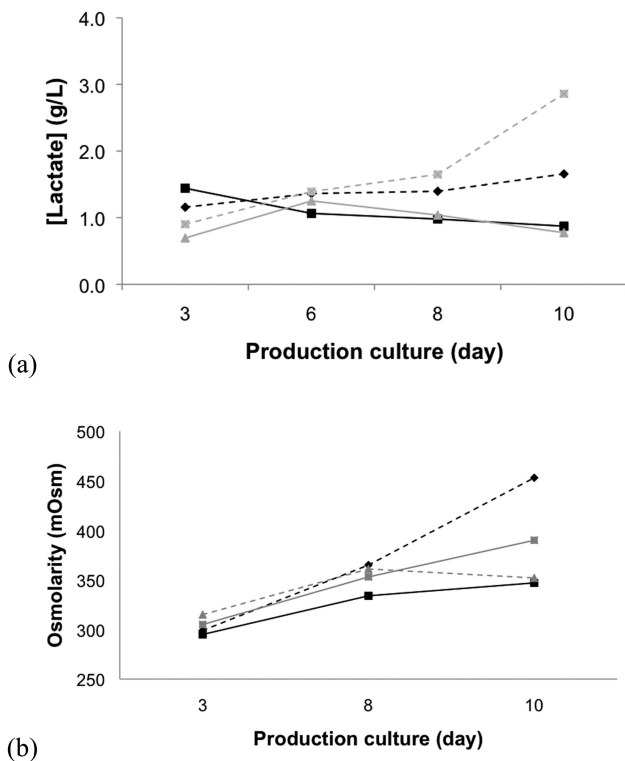 4.0
3.0
2.0
1.0
0.0
[Lactate] (g/L)
3 6 8 10
Production culture (day)
(a)
500
450
400
350
300
250
Osmolarity (mOsm)
3 8 10
Production culture (day)
(b)